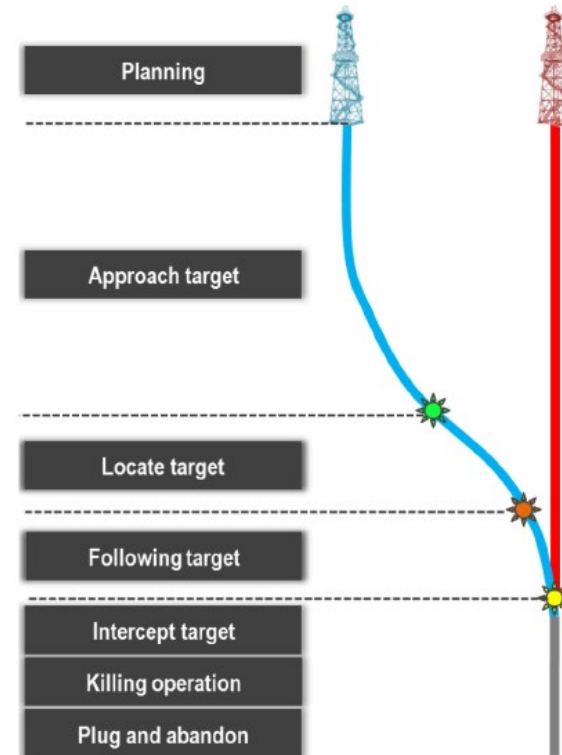 Planning
Approach target
Locate target
Following target
Intercept target
Killing operation
Plug and abandon